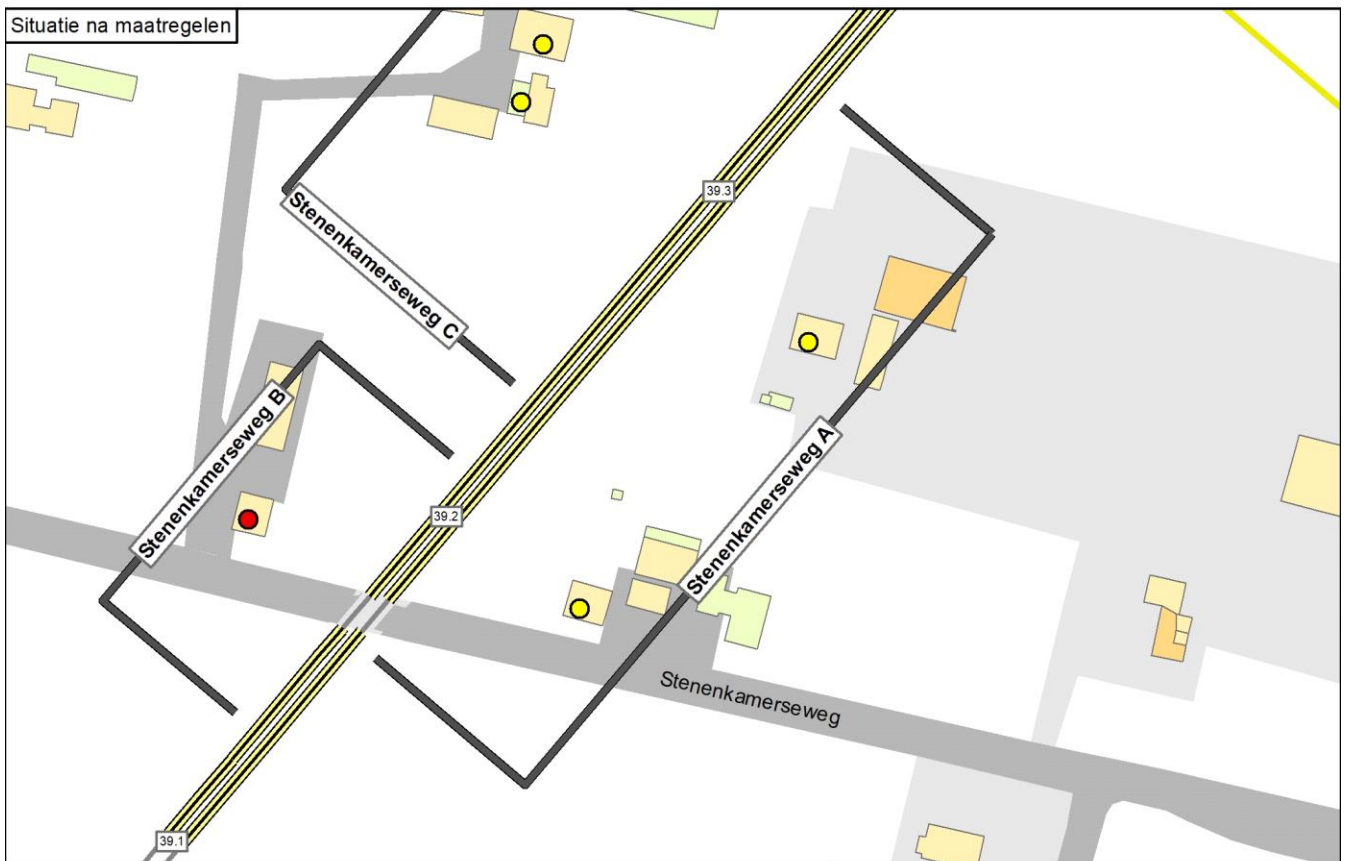 Situatie na maatregelen
39.3
Stenenkamerseweg C
Stenenkamerseweg B
Stenenkamerseweg A
39.2
Stenenkamerseweg
39.1